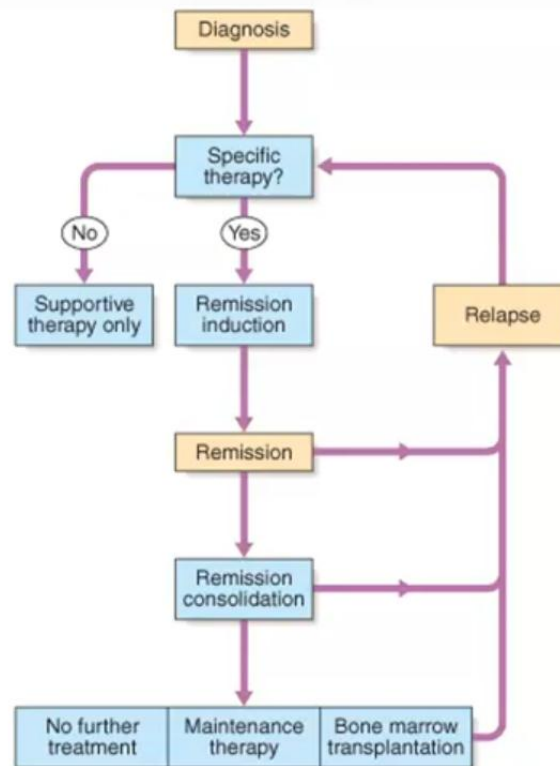 Diagnosis
Specific
therapy?
No
Yes
Supportive
therapy only
Remission
induction
Relapse
Remission
Remission
consolidation
No further
treatment
Maintenance
therapy
Bone marrow
transplantation